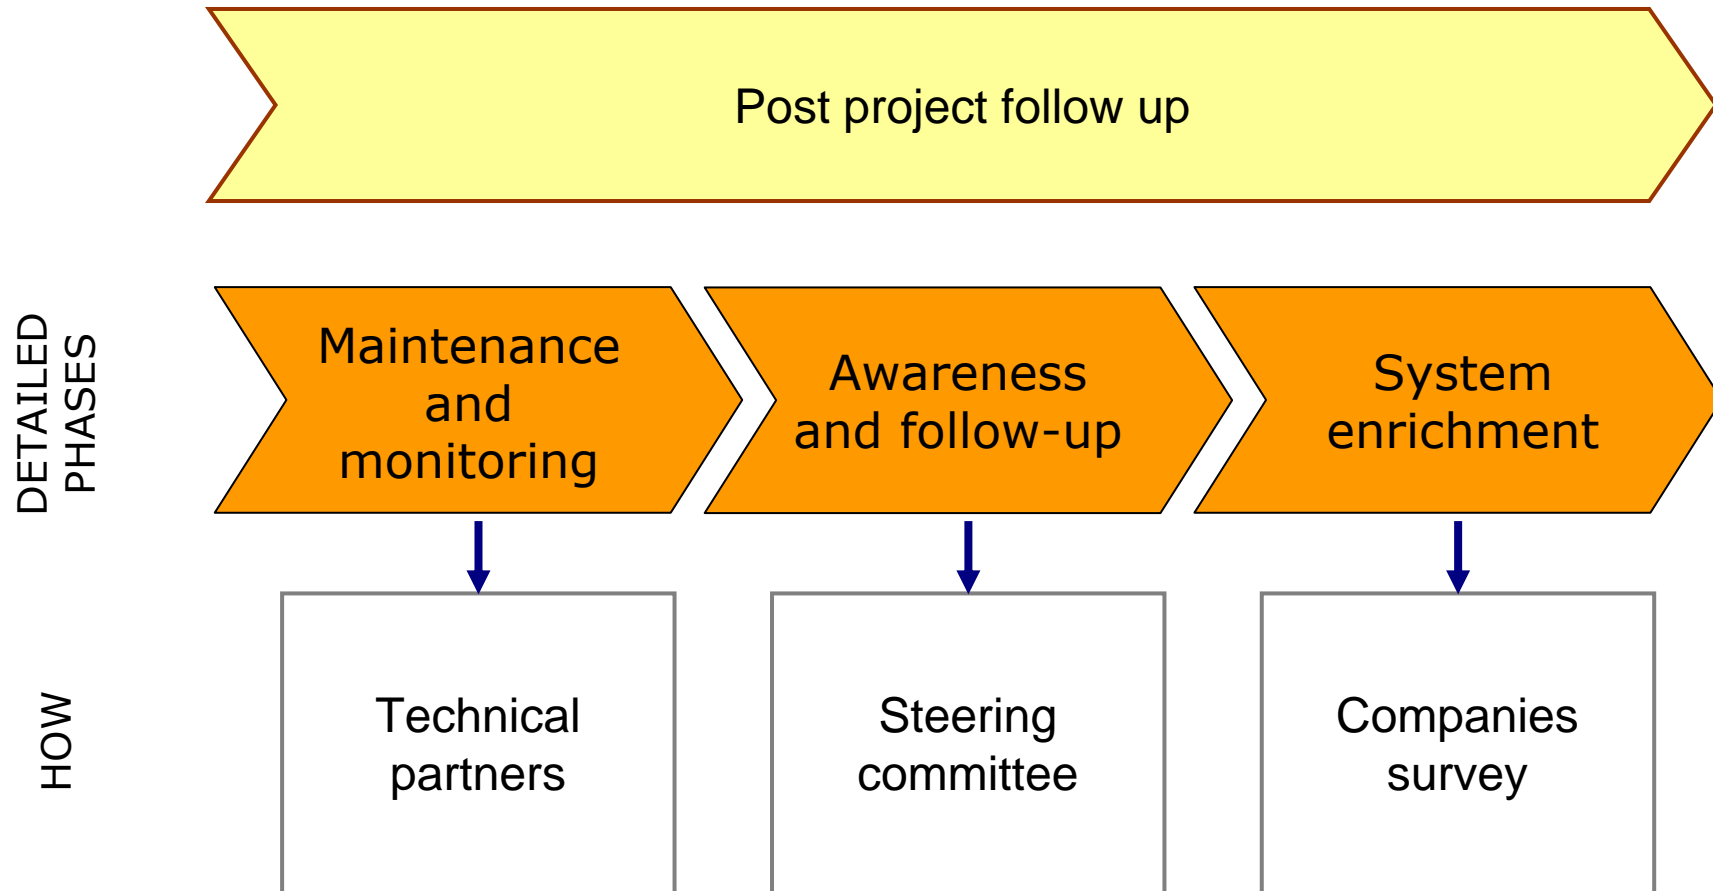 Post project follow up
DETAILED
PHASES
Maintenance
and
monitoring
Awareness
and follow-up
System
enrichment
HOW
Technical
partners
Steering
committee
Companies
survey